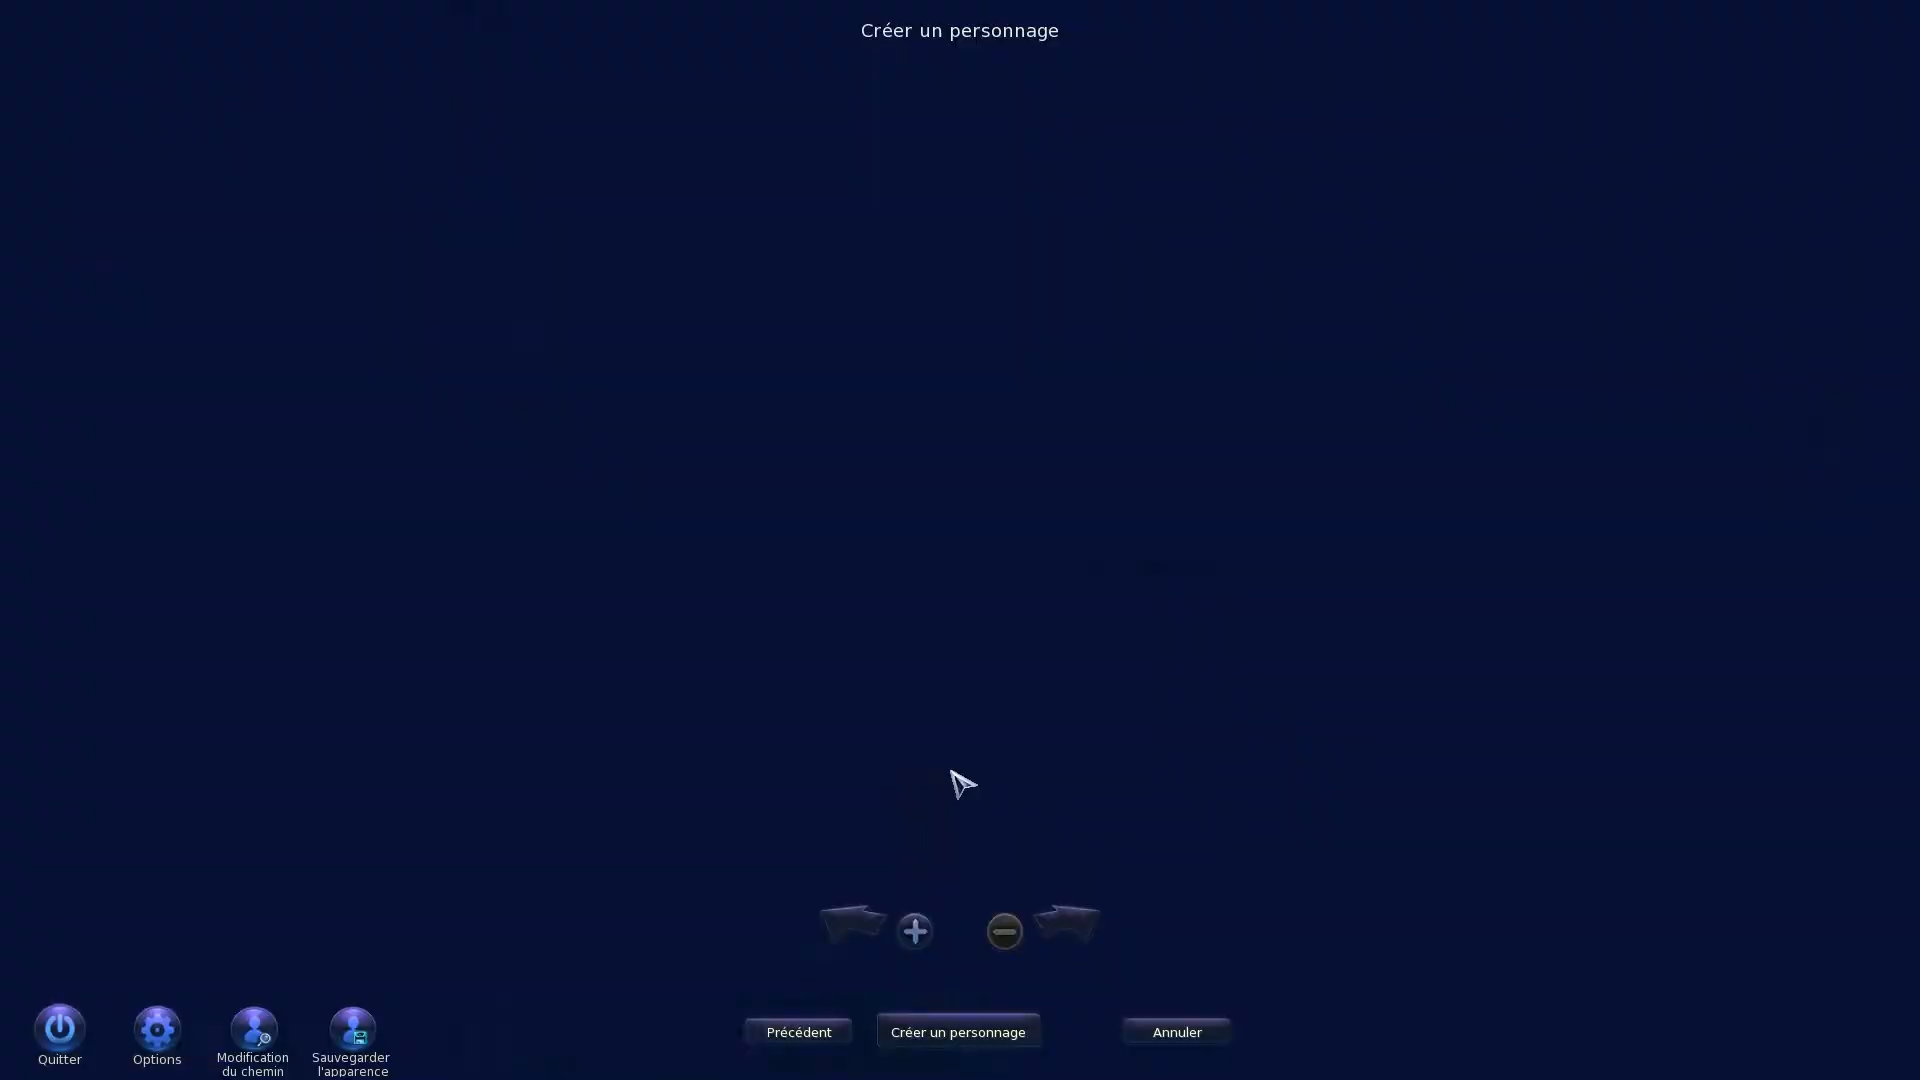 Créer un personnage
Précédent
Créer un personnage
Annuler
Quitter
Options
Modification
du chemin
Sauvegarder
l'apparence